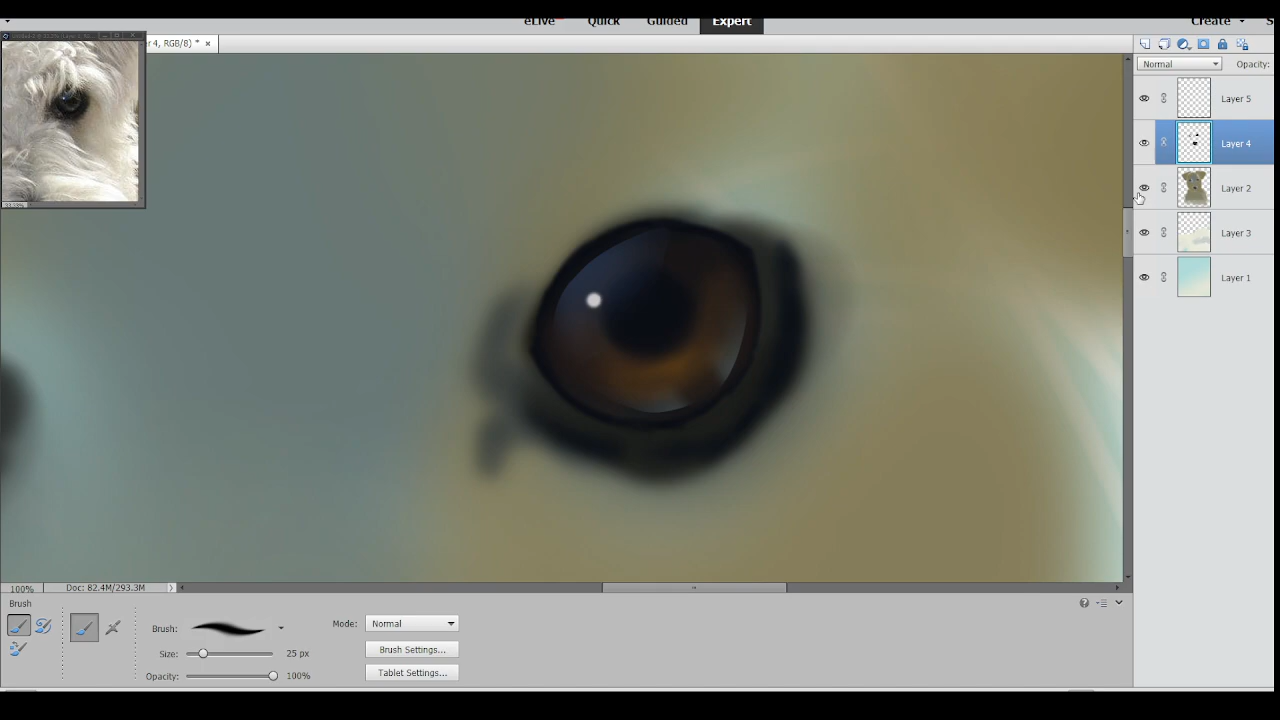 eLive Quick Guided Expert Create
er 4, RGB/8) * ×
Normal Opacity:
Layer 5
Layer 4
Layer 2
Layer 3
Layer 1
100% Doc: 82.4M/293.3M
Brush
Brush: Mode: Normal
Size: 25 px Brush Settings...
Opacity: 100% Tablet Settings...